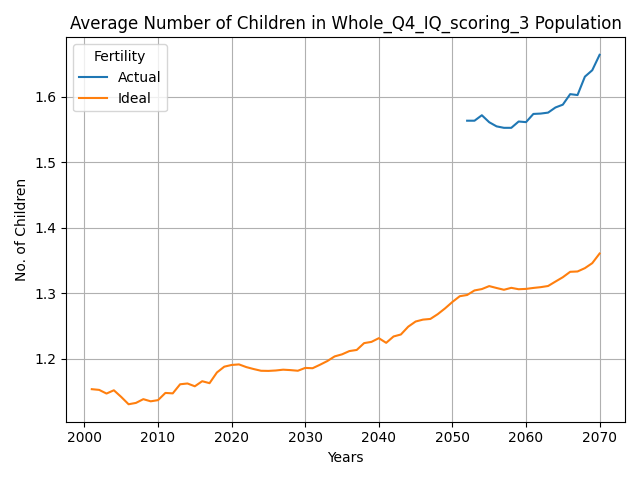 Average Number of Children in Whole_Q4_IQ_scoring_3 Population
Fertility
Actual
Ideal
No. of Children
1.6
1.5
1.4
1.3
1.2
2000 2010 2020 2030 2040 2050 2060 2070
Years